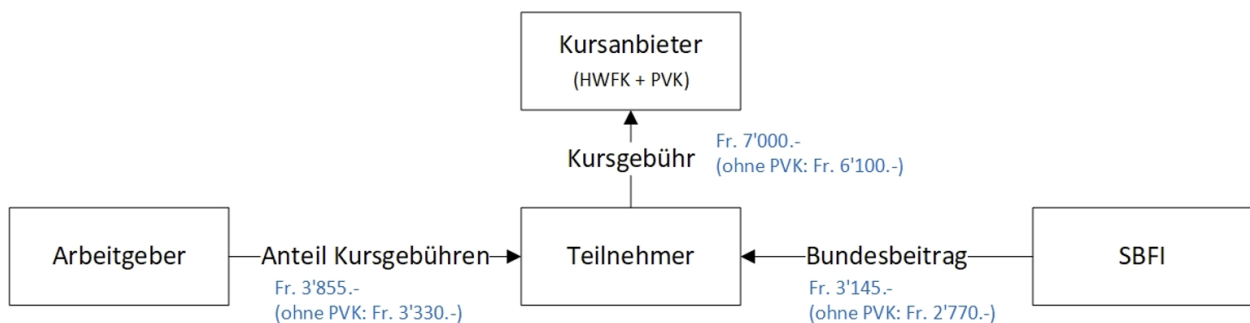 Kursanbieter
(HWFK + PVK)
Kursgebühr
Fr. 7'000.-
(ohne PVK: Fr. 6'100.-)
Arbeitgeber
Anteil Kursgebühren
Fr. 3'855.-
(ohne PVK: Fr. 3'330.-)
Teilnehmer
Bundesbeitrag
Fr. 3'145.-
(ohne PVK: Fr. 2'770.-)
SBFI